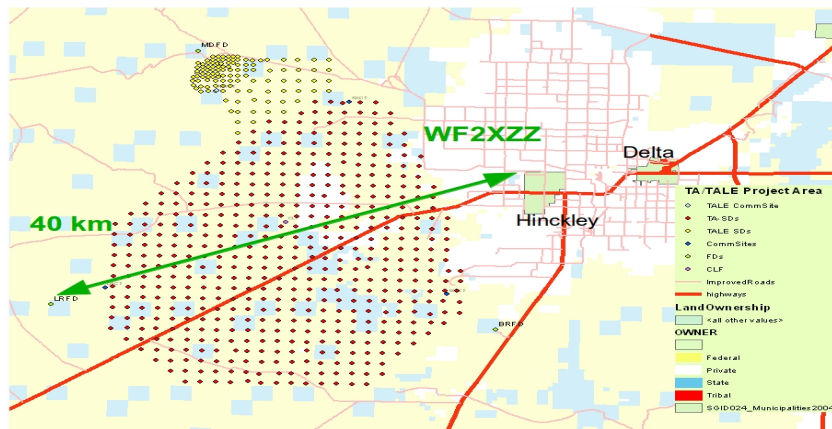 MDFD
WF2XZZ
Delta
Hinckley
40 km
LRFD
BRFD
TA/TALE Project Area
TALE CommSite
TA-SDs
TALE SDs
CommSites
FDs
CLF
ImprovedRoads
highways
LandOwnership
<all other values>
OWNER
Federal
Private
State
Tribal
SGID024_Municipalities2004